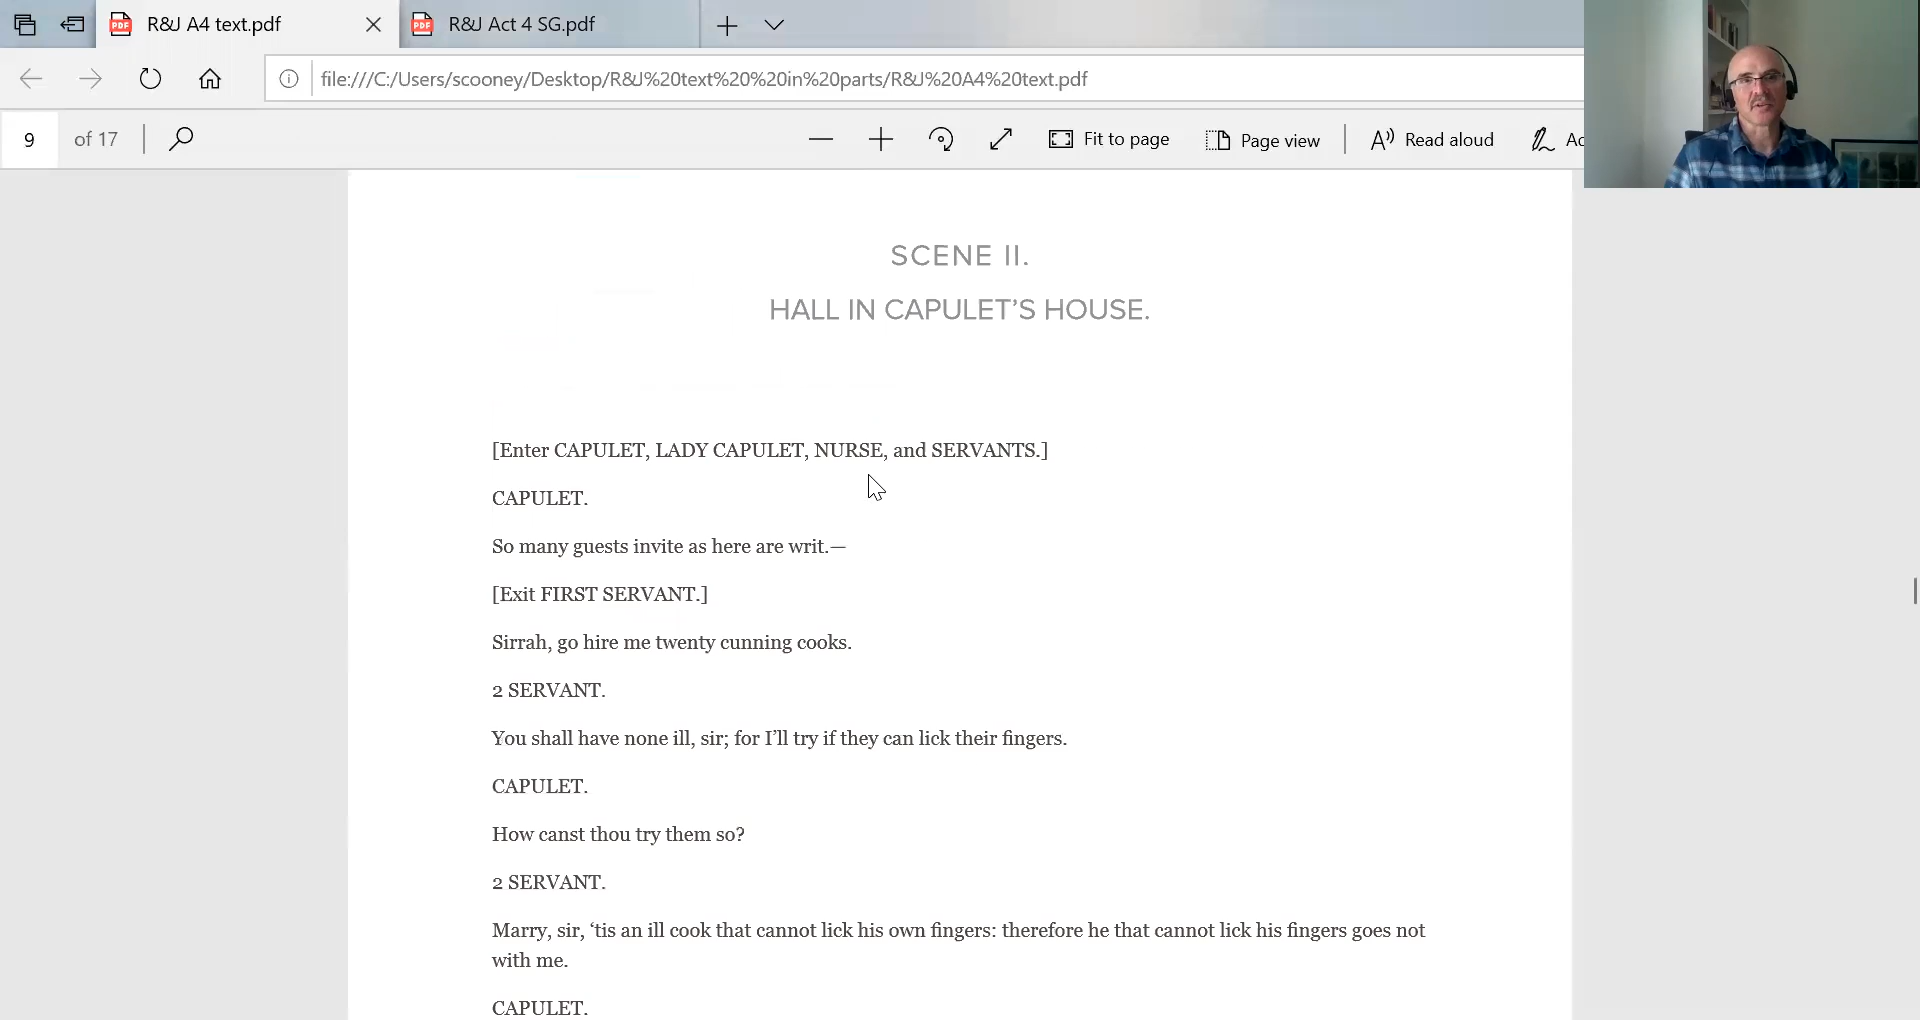 R&J A4 text.pdf
R&J Act 4 SG.pdf
file:///C:/Users/scooney/Desktop/R&J%20text%20%20in%20parts/R&J%20A4%20text.pdf
9 of 17
Fit to page
Page view
Read aloud
SCENE II.
HALL IN CAPULET’S HOUSE.
[Enter CAPULET, LADY CAPULET, NURSE, and SERVANTS.]
CAPULET.
So many guests invite as here are writ.—
[Exit FIRST SERVANT.]
Sirrah, go hire me twenty cunning cooks.
2 SERVANT.
You shall have none ill, sir; for I’ll try if they can lick their fingers.
CAPULET.
How canst thou try them so?
2 SERVANT.
Marry, sir, ‘tis an ill cook that cannot lick his own fingers: therefore he that cannot lick his fingers goes not
with me.
CAPULET.